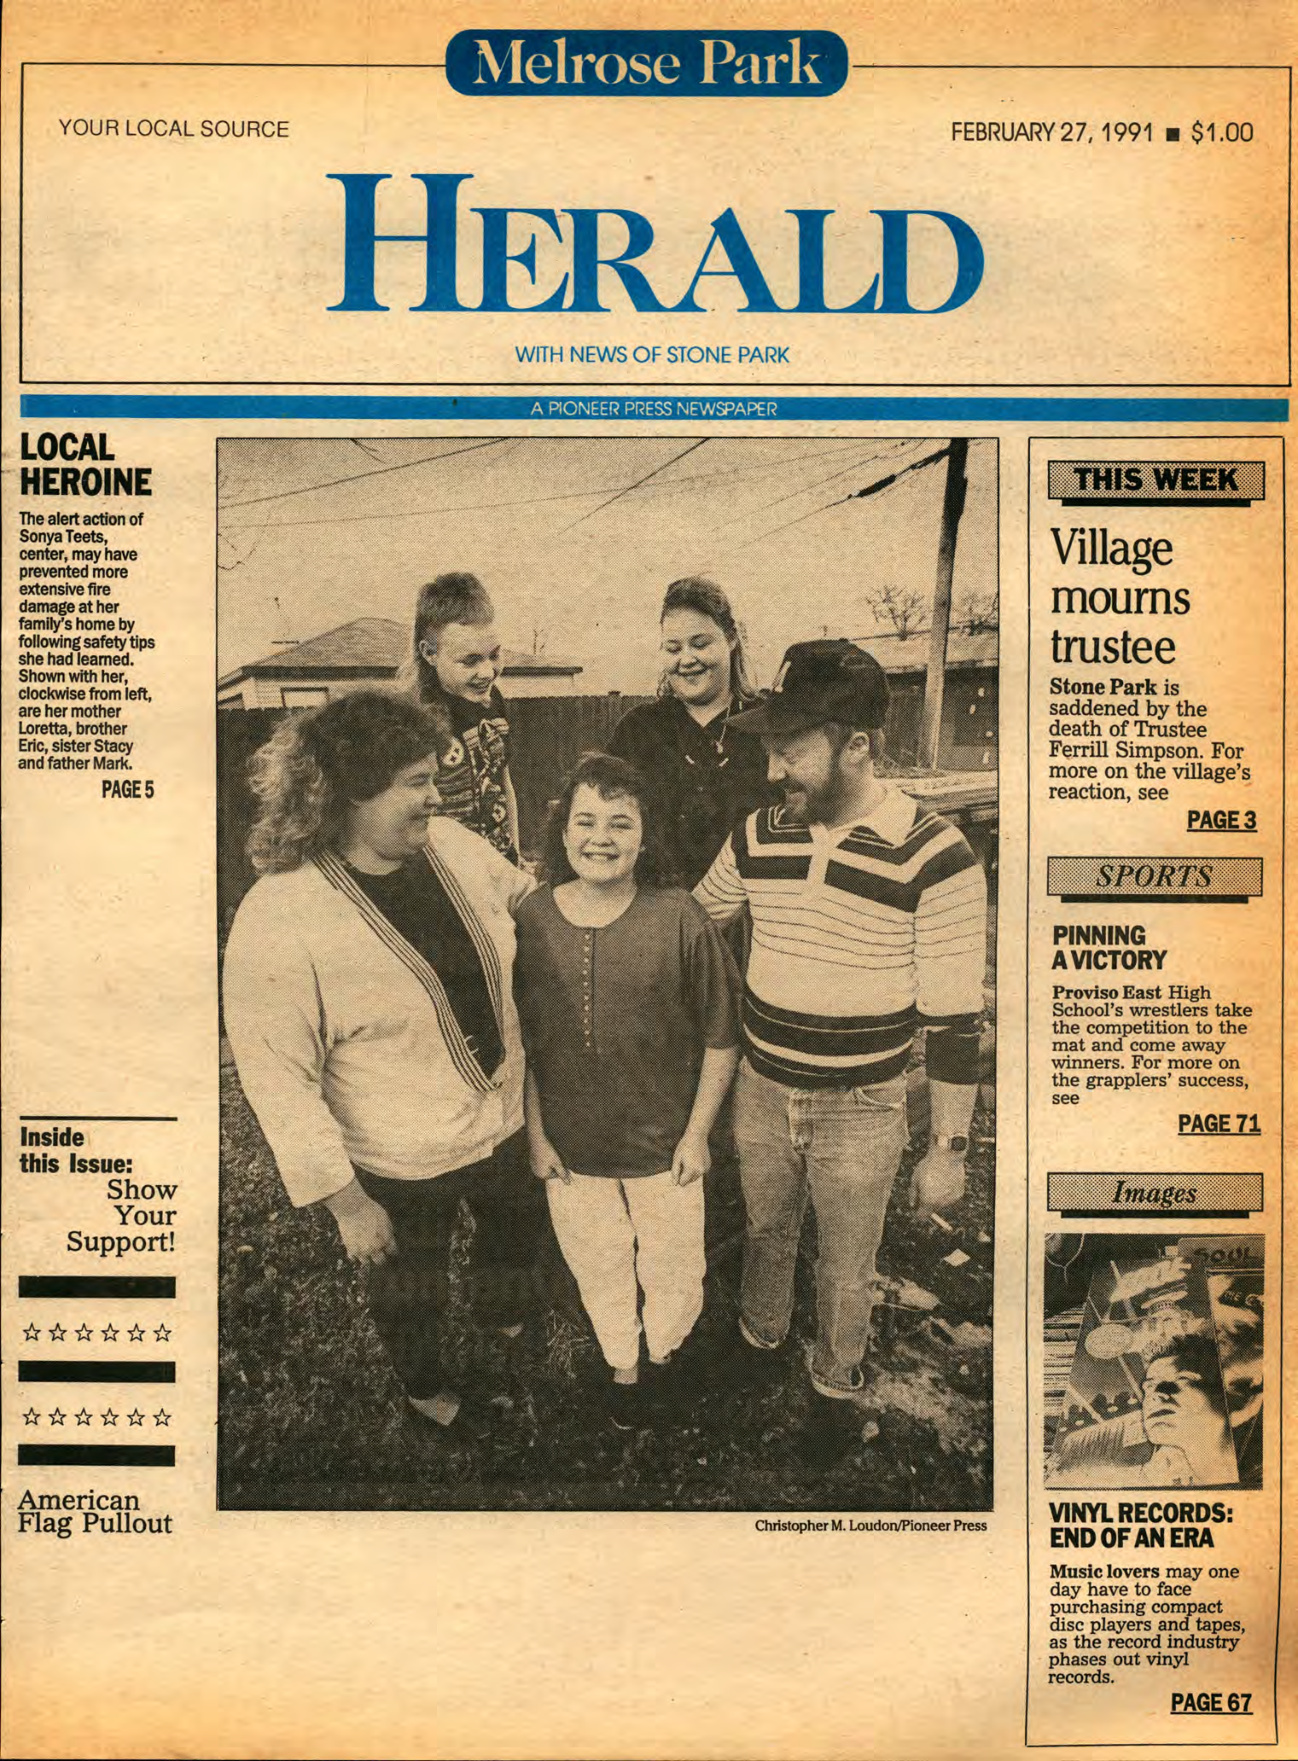 Melrose Park
YOUR LOCAL SOURCE
FEBRUARY 27, 1991 ■ $1.00
HERALD
WITH NEWS OF STONE PARK
A PIONEER PRESS NEWSPAPER
LOCAL
HEROINE
The alert action of
Sonya Teets,
center, may have
prevented more
extensive fire
damage at her
family's home by
following safety tips
she had learned.
Shown with her,
clockwise from left,
are her mother
Loretta, brother
Eric, sister Stacy
and father Mark.
PAGE 5
Inside
this Issue:
Show
Your
Support!
☆☆☆☆☆☆
☆☆☆☆☆☆
American
Flag Pullout
Christopher M. Loudon/Pioneer Press
THIS WEEK
Village
mourns
trustee
Stone Park is
saddened by the
death of Trustee
Ferrill Simpson. For
more on the village's
reaction, see
PAGE 3
SPORTS
PINNING
A VICTORY
Proviso East High
School's wrestlers take
the competition to the
mat and come away
winners. For more on
the grapplers' success,
see
PAGE 71
Images
SOUL
VINYL RECORDS:
END OF AN ERA
Music lovers may one
day have to face
purchasing compact
disc players and tapes,
as the record industry
phases out vinyl
records.
PAGE 67